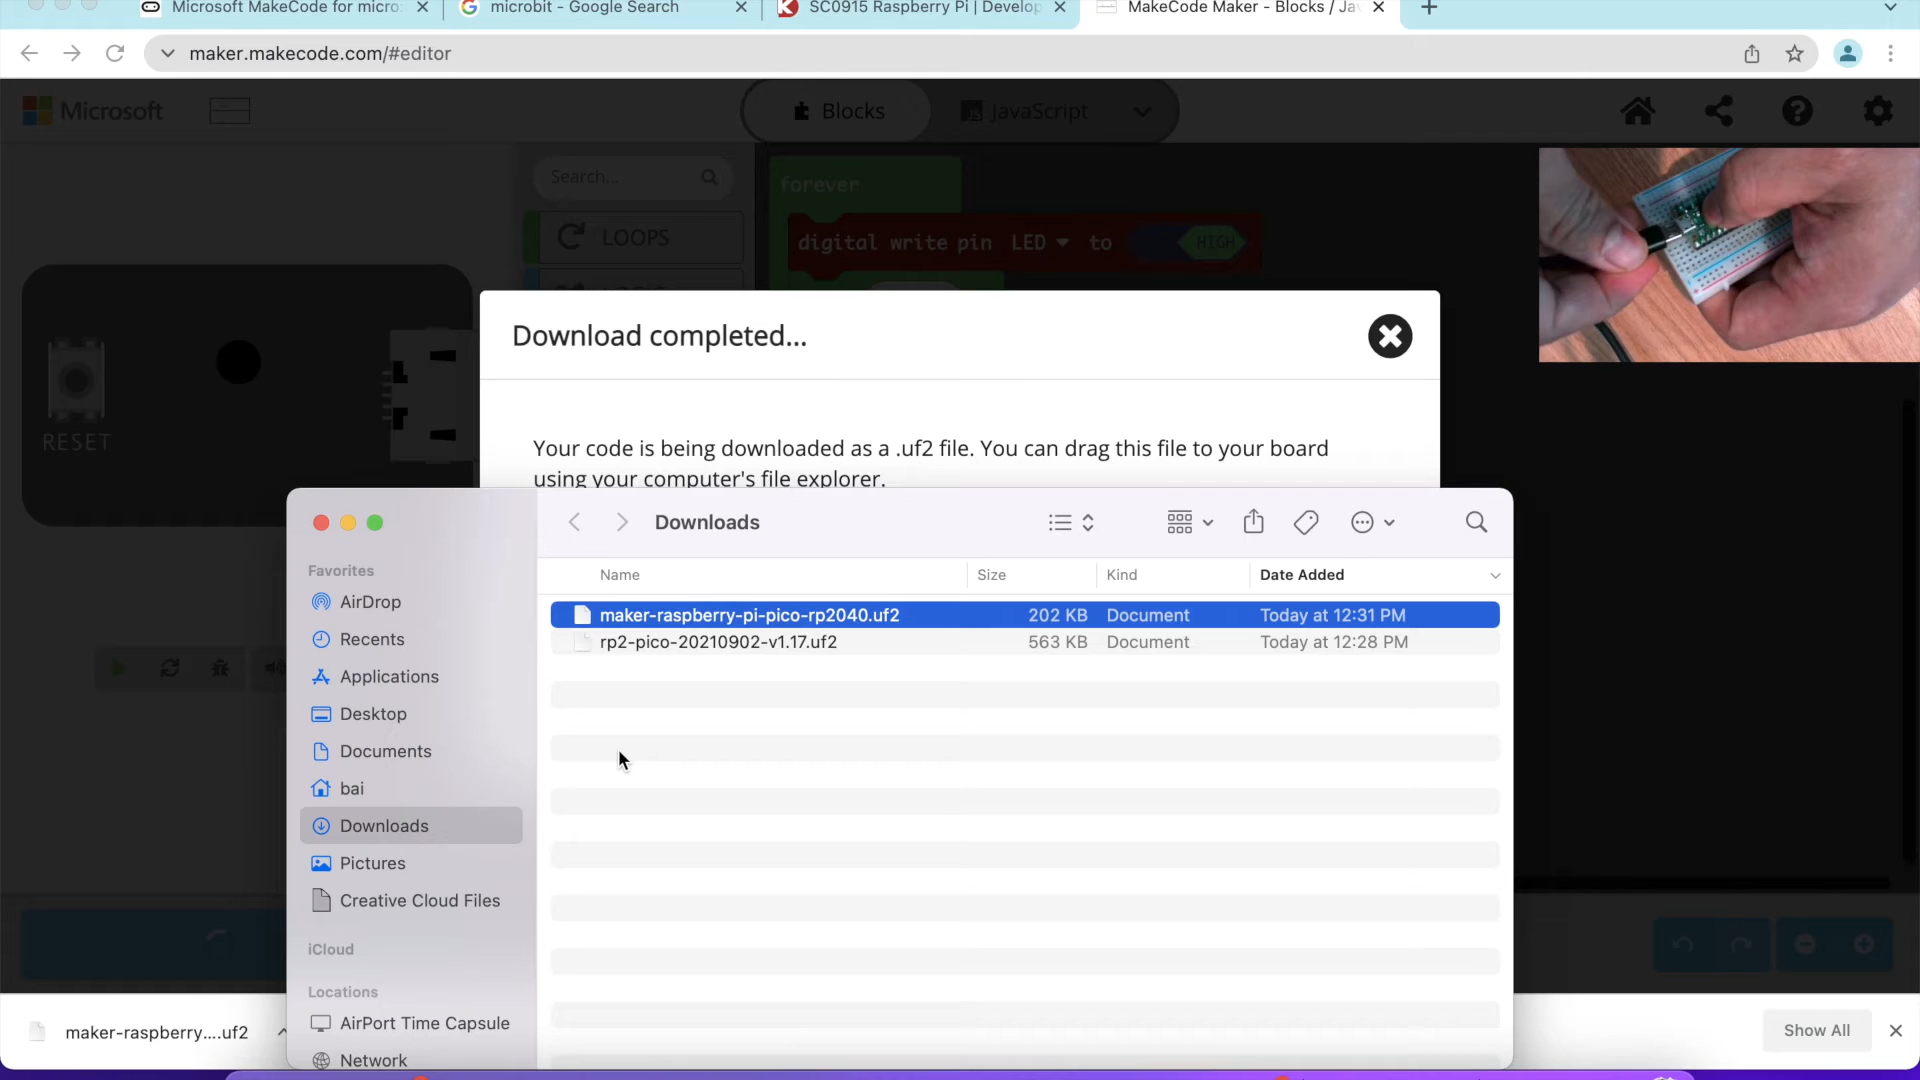 Microsoft MakeCode for micro:
microbit - Google Search
SC0915 Raspberry Pi | Develop
MakeCode Maker - Blocks / Ja
maker.makecode.com/#editor
Microsoft
Blocks
JavaScript
Search...
forever
LOOPS
digital write pin LED to HIGH
RESET
Download completed...
Your code is being downloaded as a .uf2 file. You can drag this file to your board
using your computer's file explorer.
Downloads
Favorites
AirDrop
Recents
Applications
Desktop
Documents
bai
Downloads
Pictures
Creative Cloud Files
iCloud
Locations
AirPort Time Capsule
Network
Name Size Kind Date Added
maker-raspberry-pi-pico-rp2040.uf2 202 KB Document Today at 12:31 PM
rp2-pico-20210902-v1.17.uf2 563 KB Document Today at 12:28 PM
maker-raspberry....uf2
Show All